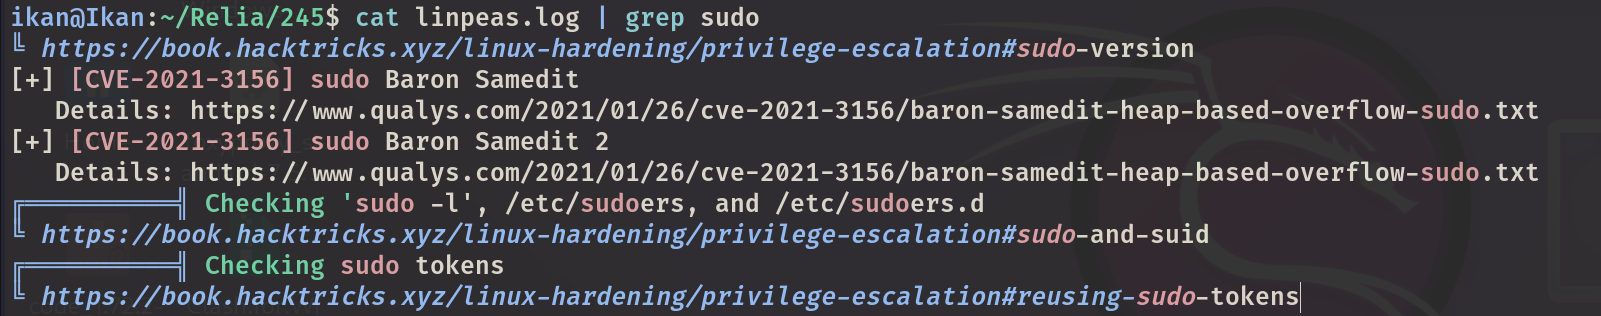 ikan@Ikan:~/Relia/245$ cat linpeas.log | grep sudo
╚ https://book.hacktricks.xyz/linux-hardening/privilege-escalation#sudo-version
[+] [CVE-2021-3156] sudo Baron Samedit
   Details: https://www.qualys.com/2021/01/26/cve-2021-3156/baron-samedit-heap-based-overflow-sudo.txt
[+] [CVE-2021-3156] sudo Baron Samedit 2
   Details: https://www.qualys.com/2021/01/26/cve-2021-3156/baron-samedit-heap-based-overflow-sudo.txt
╔══════════╣ Checking 'sudo -l', /etc/sudoers, and /etc/sudoers.d
╚ https://book.hacktricks.xyz/linux-hardening/privilege-escalation#sudo-and-suid
╔══════════╣ Checking sudo tokens
╚ https://book.hacktricks.xyz/linux-hardening/privilege-escalation#reusing-sudo-tokens